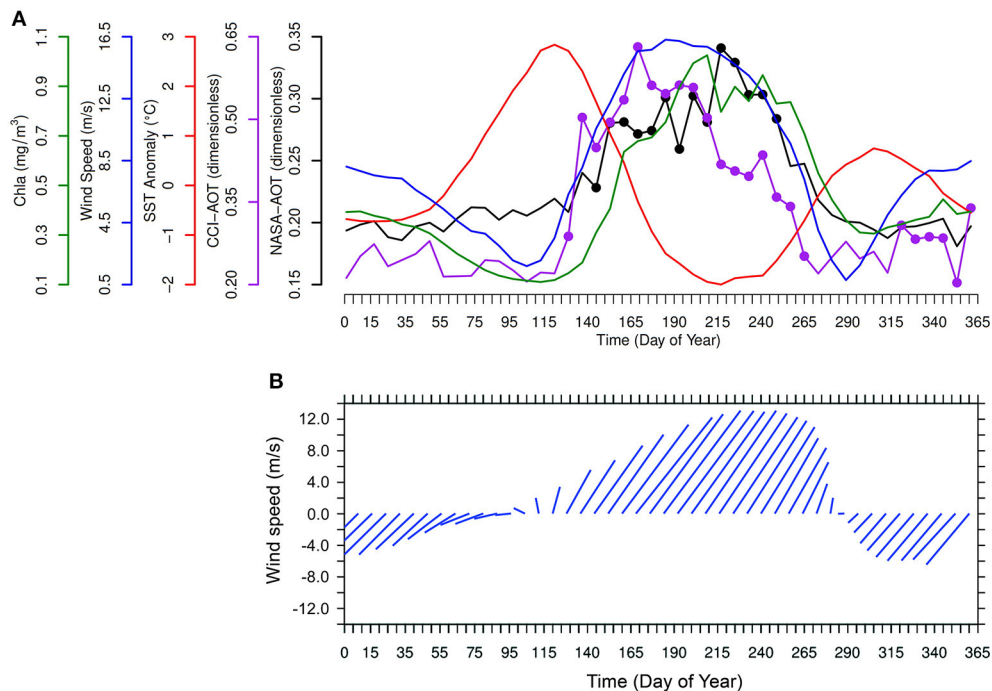 A
Chla (mg/m3)
0.1 0.3 0.5 0.7 0.9 1.1
Wind Speed (m/s)
0.5 4.5 8.5 12.5 16.5
SST Anomaly (°C)
−2 −1 0 1 2 3
CCI−AOT (dimensionless)
0.20 0.35 0.50 0.65
NASA−AOT (dimensionless)
0.15 0.20 0.25 0.30 0.35
0 15 35 55 75 95 115 140 165 190 215 240 265 290 315 340 365
Time (Day of Year)
B
Wind speed (m/s)
12.0
8.0
4.0
0.0
-4.0
-8.0
-12.0
0 15 35 55 75 95 115 140 165 190 215 240 265 290 315 340 365
Time (Day of Year)